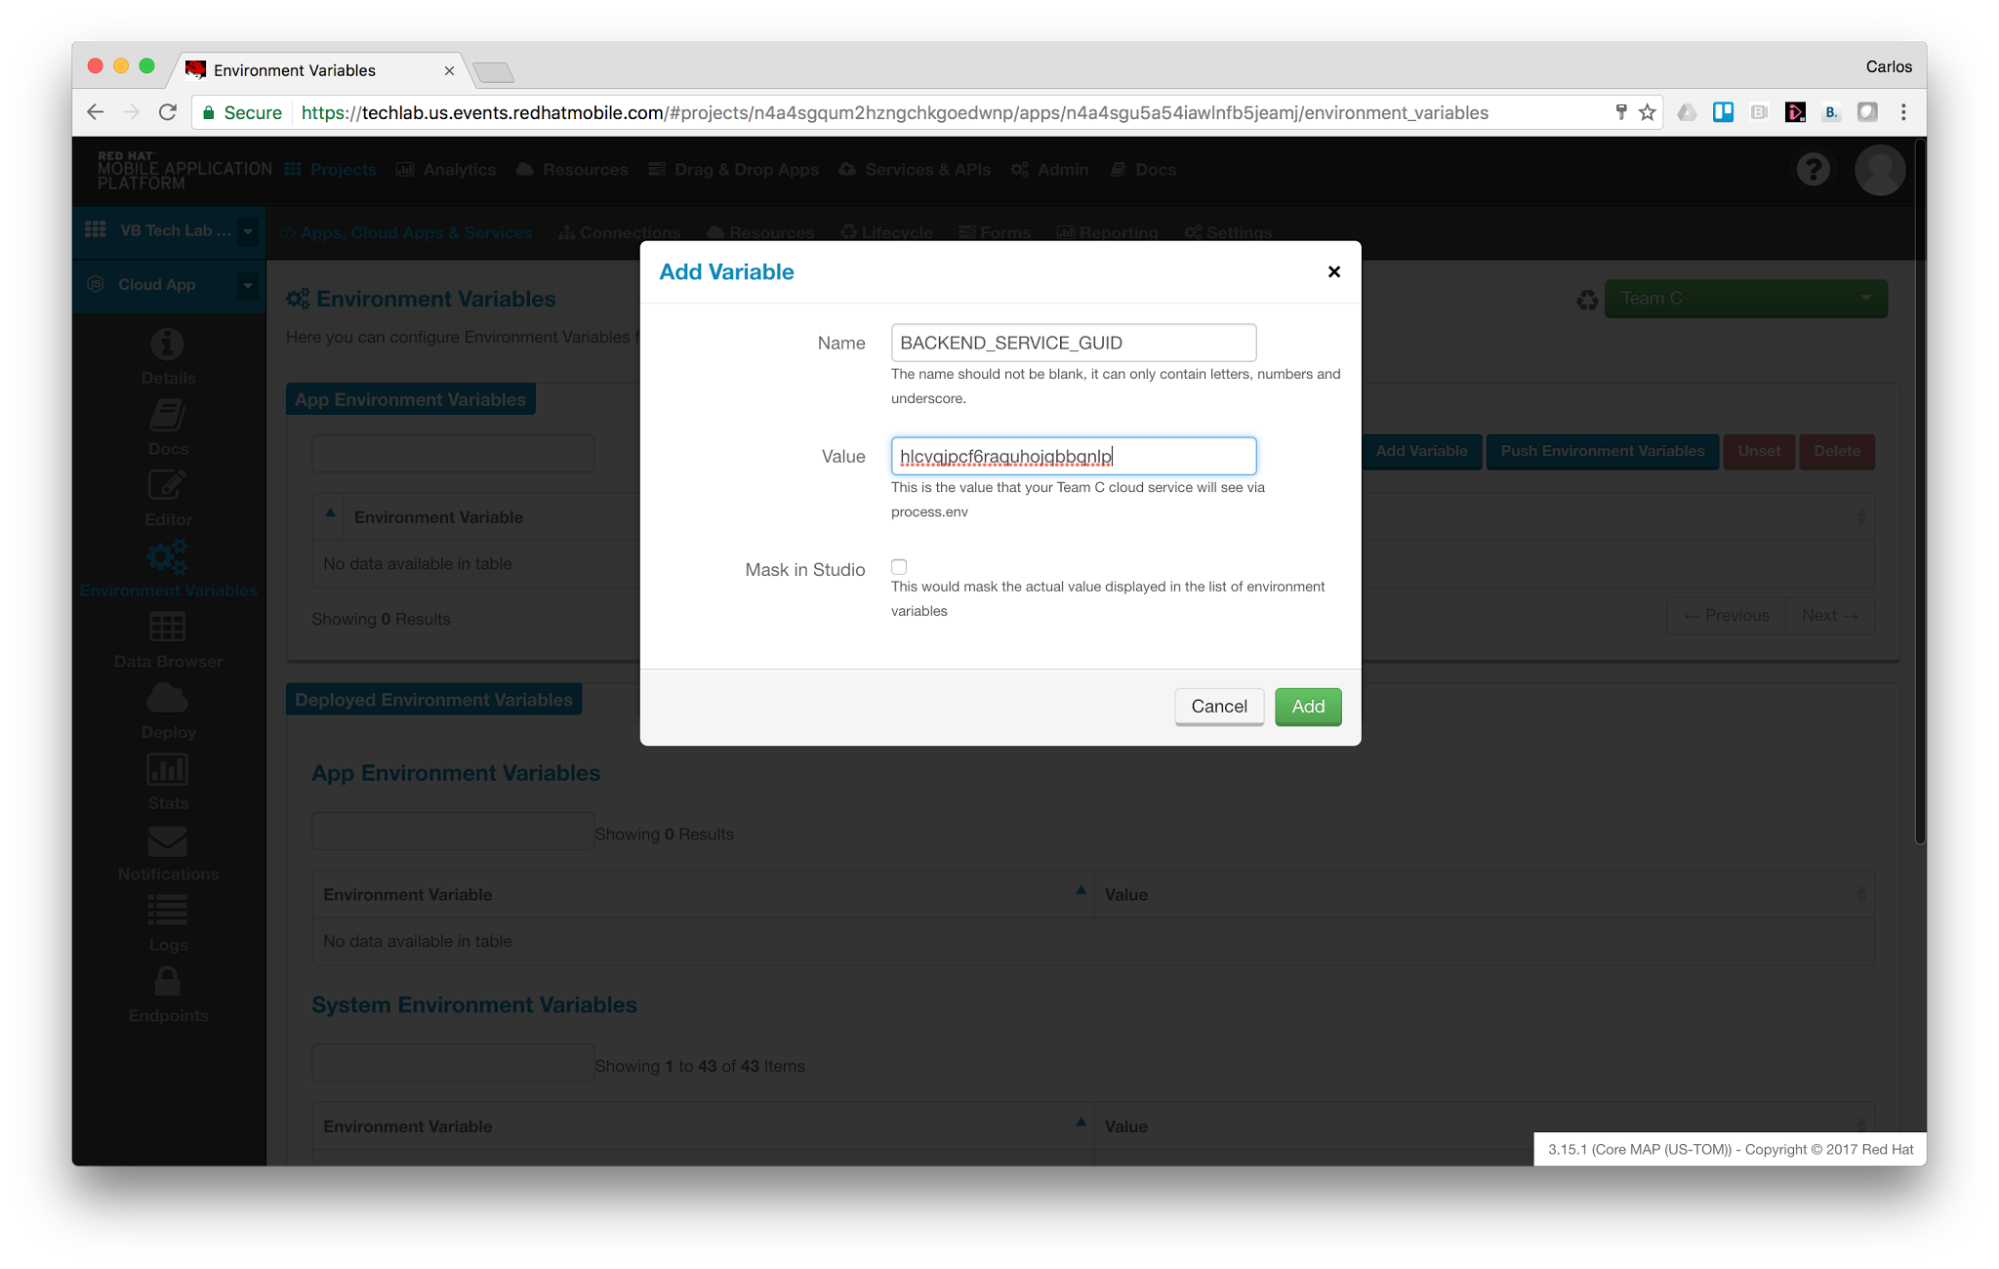 Environment Variables
Carlos
Secure https://techlab.us.events.redhatmobile.com/#projects/n4a4sgqum2hzngchkgoedwnp/apps/n4a4sgu5a54iawlnfb5jeamj/environment_variables
RED HAT
MOBILE APPLICATION
PLATFORM
Projects Analytics Resources Drag & Drop Apps Services & APIs Admin Docs
VB Tech Lab ...
Apps, Cloud Apps & Services Connections Resources Lifecycle Forms Reporting Settings
Cloud App
Details
Docs
Editor
Environment Variables
Data Browser
Deploy
Stats
Notifications
Logs
Endpoints
Environment Variables
Team C
Here you can configure Environment Variables
App Environment Variables
Add Variable Push Environment Variables Unset Delete
Environment Variable
No data available in table
Showing 0 Results
← Previous Next →
Add Variable
Name BACKEND_SERVICE_GUID
The name should not be blank, it can only contain letters, numbers and
underscore.
Value
This is the value that your Team C cloud service will see via
process.env
Mask in Studio
This would mask the actual value displayed in the list of environment
variables
Cancel Add
Deployed Environment Variables
App Environment Variables
Showing 0 Results
Environment Variable Value
No data available in table
System Environment Variables
Showing 1 to 43 of 43 Items
Environment Variable Value
3.15.1 (Core MAP (US-TOM)) - Copyright © 2017 Red Hat